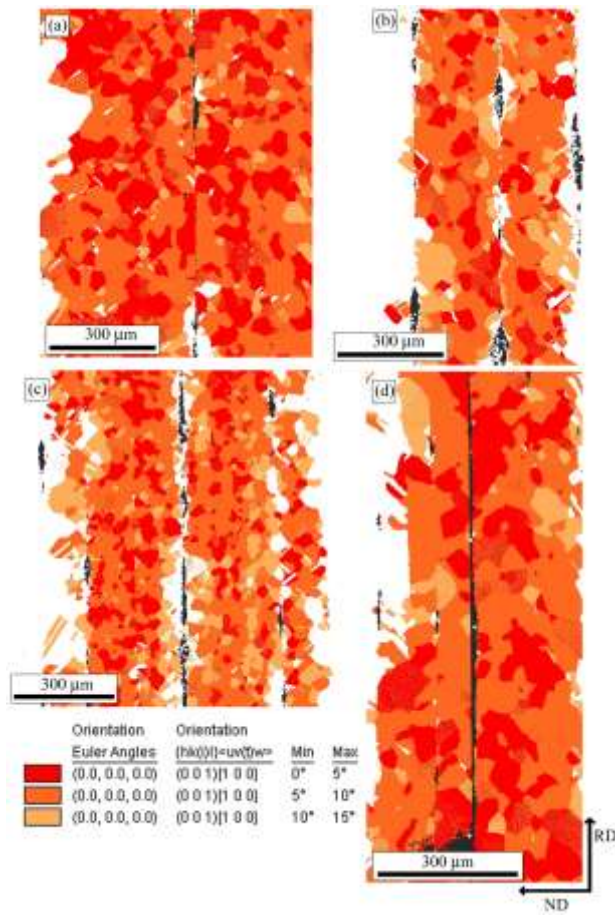 (a)
(b)
300 µm
300 µm
(c)
(d)
300 µm
Orientation Orientation
Euler Angles (hk(i)l)<uv(t)w> Min Max
(0.0, 0.0, 0.0) (0 0 1)[1 0 0] 0° 5°
(0.0, 0.0, 0.0) (0 0 1)[1 0 0] 5° 10°
(0.0, 0.0, 0.0) (0 0 1)[1 0 0] 10° 15°
300 µm
RD
ND